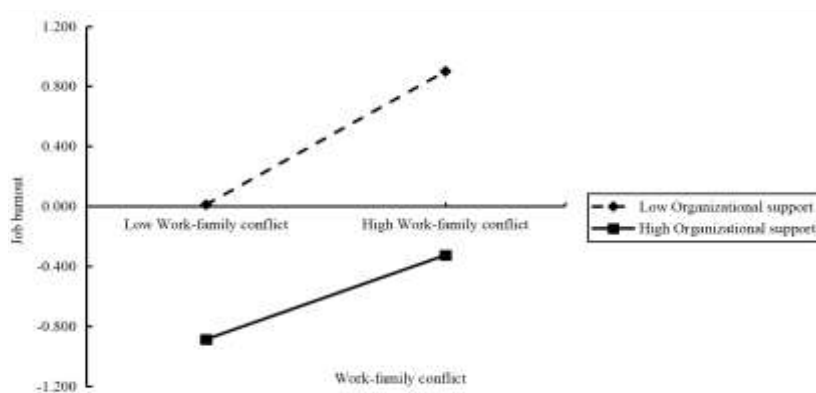 1.200
0.800
0.400
0.000
-0.400
-0.800
-1.200
Job burnout
Low Work-family conflict
High Work-family conflict
Work-family conflict
Low Organizational support
High Organizational support